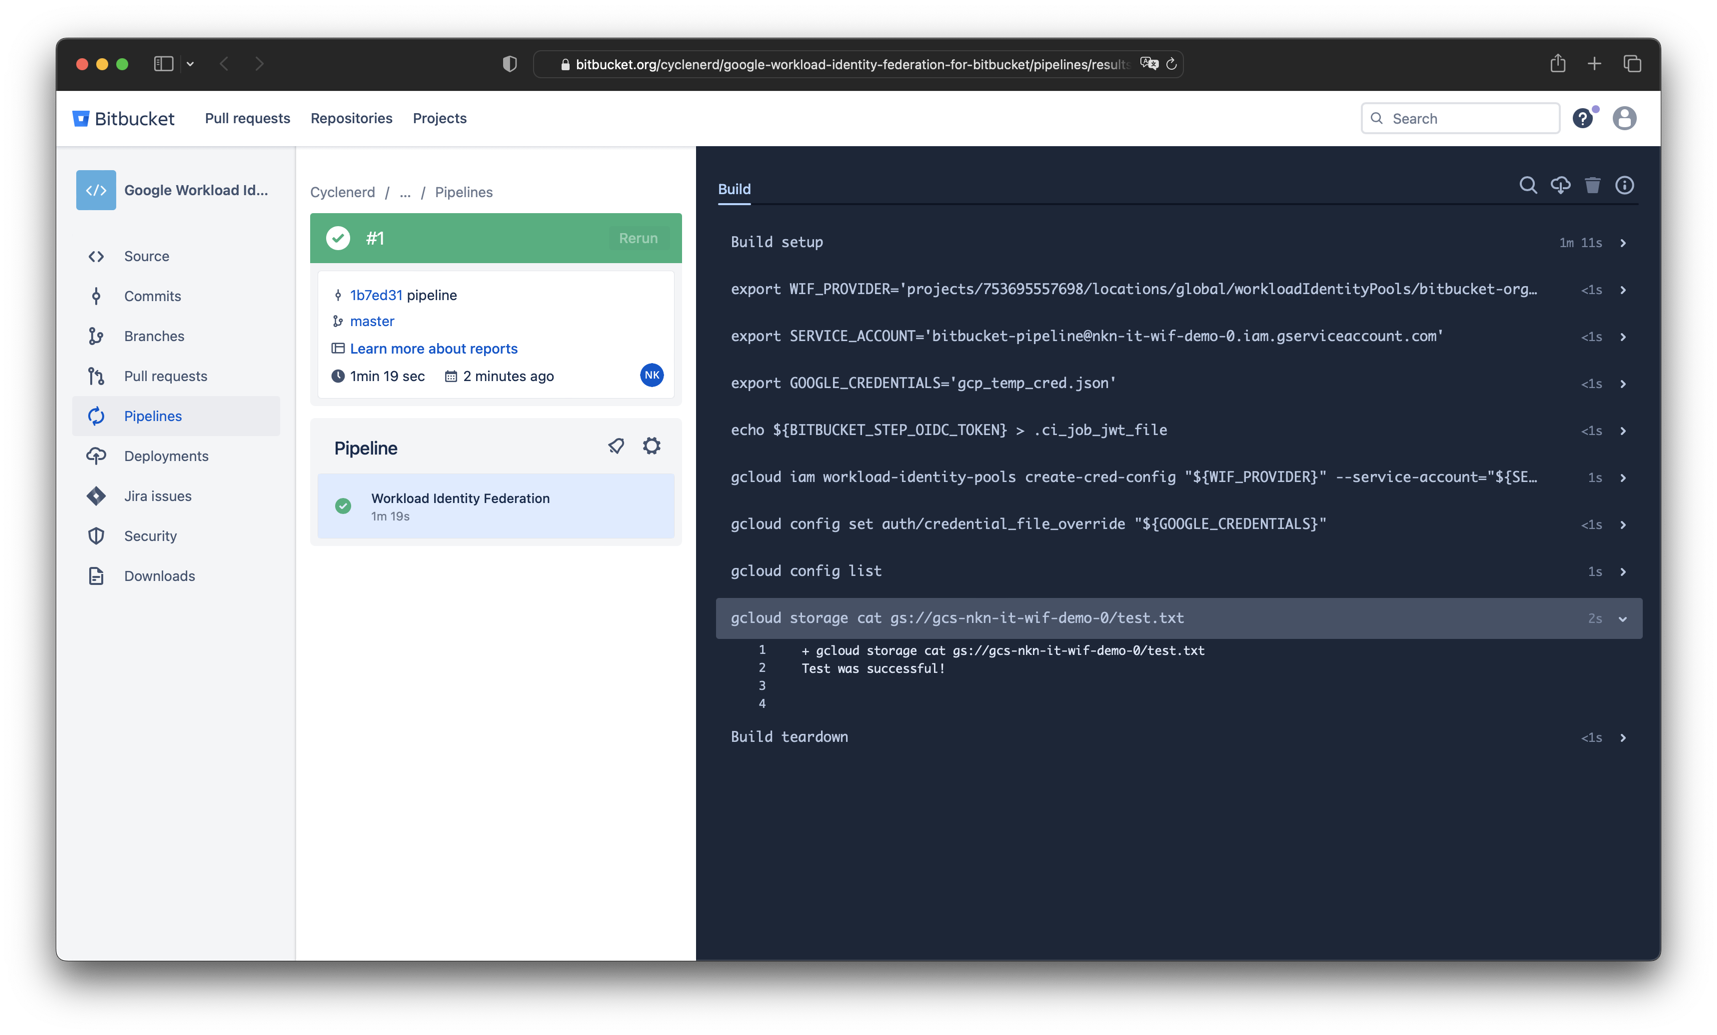 bitbucket.org/cyclenerd/google-workload-identity-federation-for-bitbucket/pipelines/results
Bitbucket
Pull requests
Repositories
Projects
Search
Google Workload Id...
Source
Commits
Branches
Pull requests
Pipelines
Deployments
Jira issues
Security
Downloads
Cyclenerd / ... / Pipelines
#1
Rerun
1b7ed31 pipeline
master
Learn more about reports
1min 19 sec
2 minutes ago
NK
Pipeline
Workload Identity Federation
1m 19s
Build
Build setup 1m 11s
export WIF_PROVIDER='projects/753695557698/locations/global/workloadIdentityPools/bitbucket-org… <1s
export SERVICE_ACCOUNT='bitbucket-pipeline@nkn-it-wif-demo-0.iam.gserviceaccount.com' <1s
export GOOGLE_CREDENTIALS='gcp_temp_cred.json' <1s
echo ${BITBUCKET_STEP_OIDC_TOKEN} > .ci_job_jwt_file <1s
gcloud iam workload-identity-pools create-cred-config "${WIF_PROVIDER}" --service-account="${SE… 1s
gcloud config set auth/credential_file_override "${GOOGLE_CREDENTIALS}" <1s
gcloud config list 1s
gcloud storage cat gs://gcs-nkn-it-wif-demo-0/test.txt 2s
1 + gcloud storage cat gs://gcs-nkn-it-wif-demo-0/test.txt
2 Test was successful!
3
4
Build teardown <1s